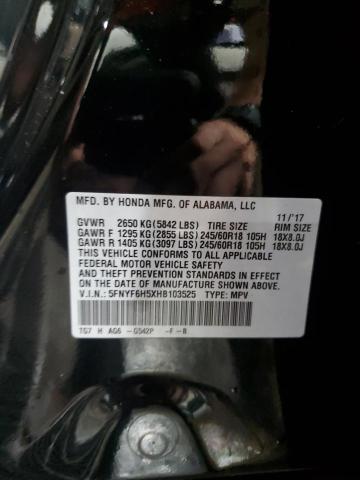 MFD. BY HONDA MFG. OF ALABAMA, LLC
11/'17
GVWR 2650 KG(5842 LBS) TIRE SIZE RIM SIZE
GAWR F 1295 KG(2855 LBS) 245/60R18 105H 18X8.0J
GAWR R 1405 KG(3097 LBS) 245/60R18 105H 18X8.0J
THIS VEHICLE CONFORMS TO ALL APPLICABLE
FEDERAL MOTOR VEHICLE SAFETY
STANDARDS IN EFFECT
ON THE DATE OF MANUFACTURE SHOWN ABOVE.
V.I.N.: 5FNYF6H5XHB103525 TYPE: MPV
TG7 H AG6 -G542P -F -B